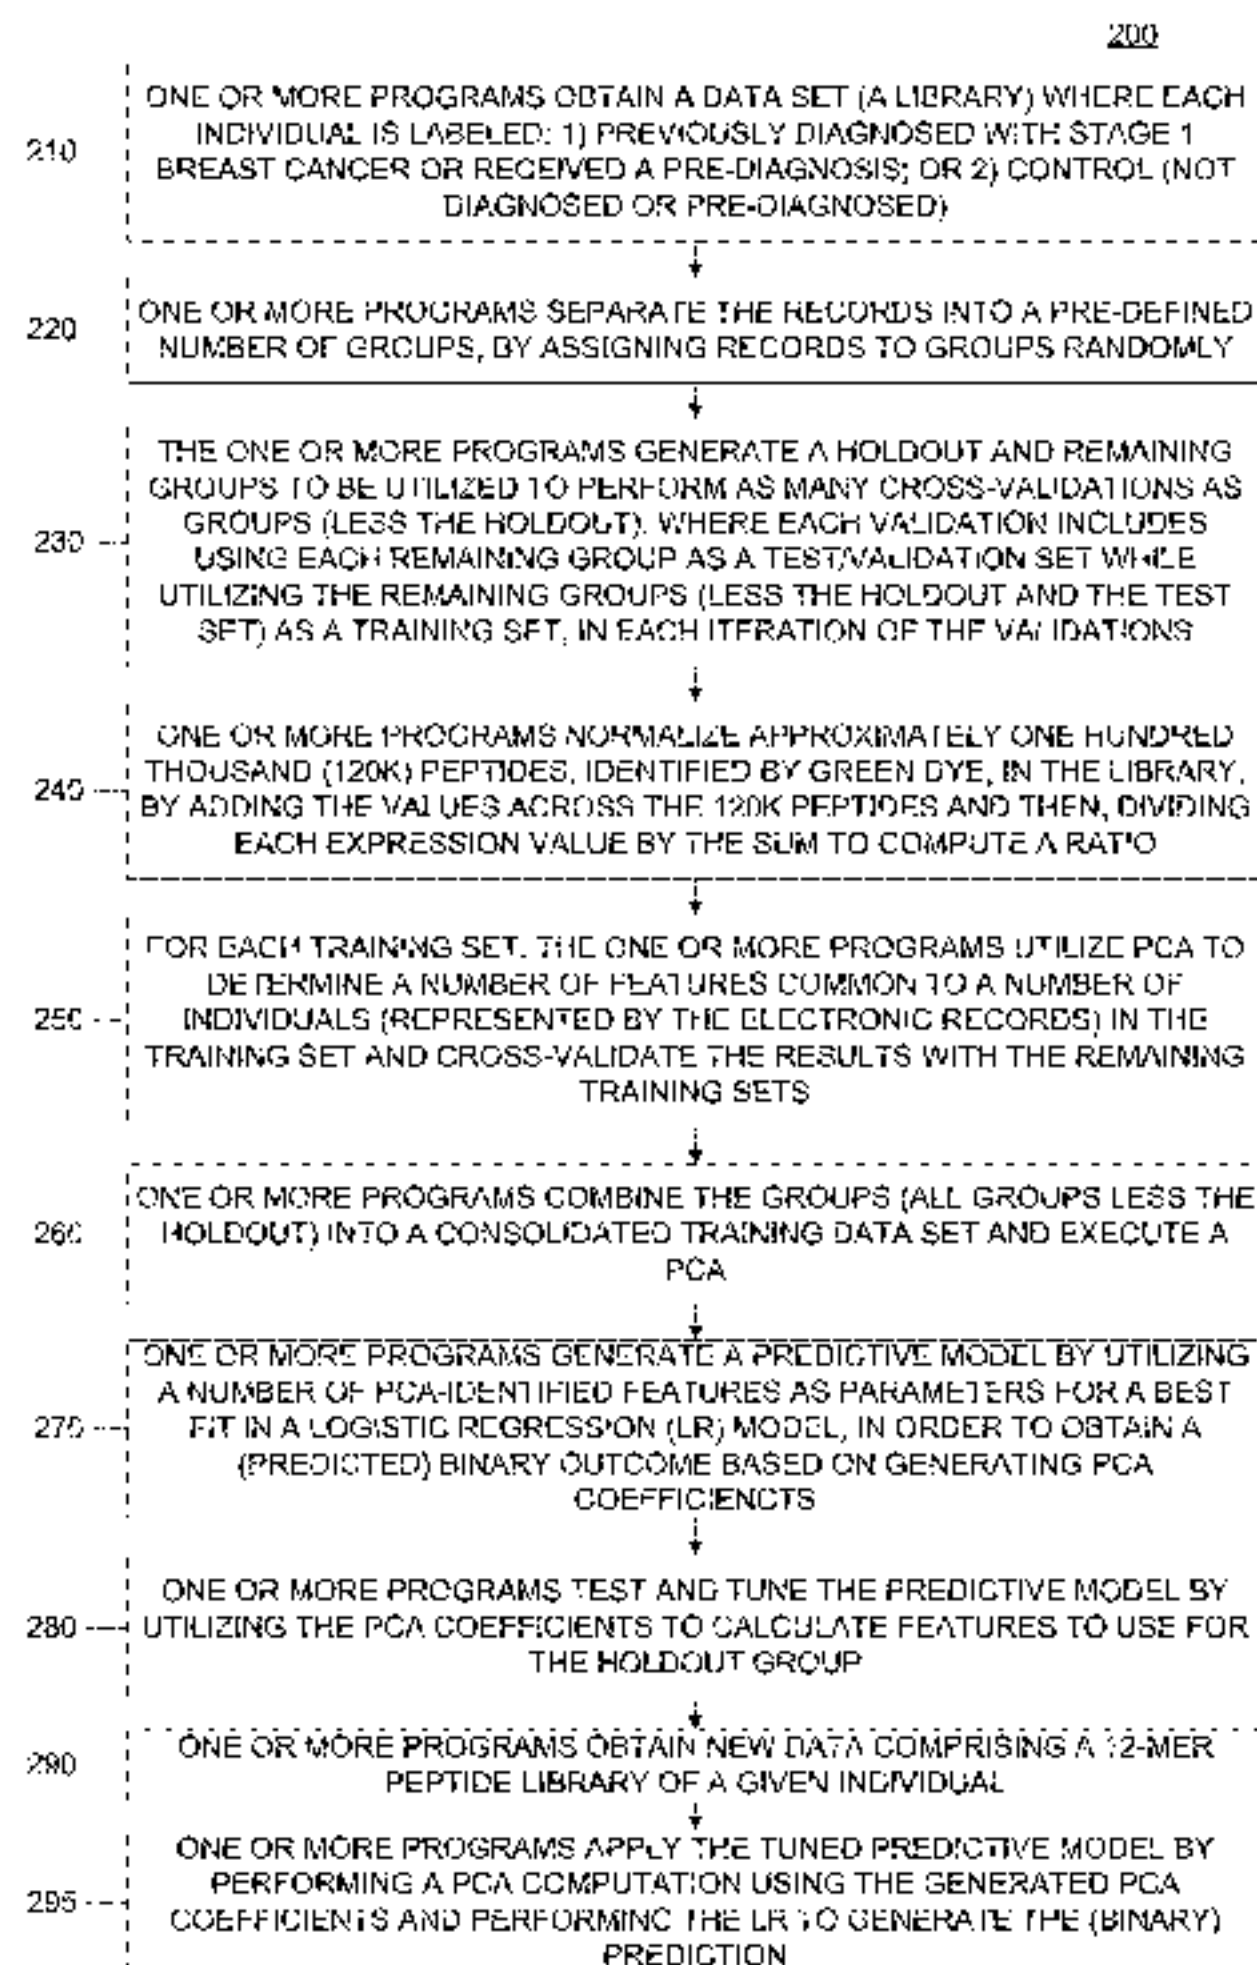 200
210
ONE OR MORE PROGRAMS OBTAIN A DATA SET (A LIBRARY) WHERE EACH
INDIVIDUAL IS LABELED: 1) PREVIOUSLY DIAGNOSED WITH STAGE 1
BREAST CANCER OR RECEIVED A PRE-DIAGNOSIS; OR 2) CONTROL (NOT
DIAGNOSED OR PRE-DIAGNOSED)
220
ONE OR MORE PROGRAMS SEPARATE THE RECORDS INTO A PRE-DEFINED
NUMBER OF GROUPS, BY ASSIGNING RECORDS TO GROUPS RANDOMLY
230
THE ONE OR MORE PROGRAMS GENERATE A HOLDOUT AND REMAINING
GROUPS TO BE UTILIZED TO PERFORM AS MANY CROSS-VALIDATIONS AS
GROUPS (LESS THE HOLDOUT), WHERE EACH VALIDATION INCLUDES
USING EACH REMAINING GROUP AS A TEST/VALIDATION SET WHILE
UTILIZING THE REMAINING GROUPS (LESS THE HOLDOUT AND THE TEST
SET) AS A TRAINING SET, IN EACH ITERATION OF THE VALIDATIONS
240
ONE OR MORE PROGRAMS NORMALIZE APPROXIMATELY ONE HUNDRED
THOUSAND (120K) PEPTIDES, IDENTIFIED BY GREEN DYE, IN THE LIBRARY,
BY ADDING THE VALUES ACROSS THE 120K PEPTIDES AND THEN, DIVIDING
EACH EXPRESSION VALUE BY THE SUM TO COMPUTE A RATIO
250
FOR EACH TRAINING SET, THE ONE OR MORE PROGRAMS UTILIZE PCA TO
DETERMINE A NUMBER OF FEATURES COMMON TO A NUMBER OF
INDIVIDUALS (REPRESENTED BY THE ELECTRONIC RECORDS) IN THE
TRAINING SET AND CROSS-VALIDATE THE RESULTS WITH THE REMAINING
TRAINING SETS
260
ONE OR MORE PROGRAMS COMBINE THE GROUPS (ALL GROUPS LESS THE
HOLDOUT) INTO A CONSOLIDATED TRAINING DATA SET AND EXECUTE A
PCA
270
ONE OR MORE PROGRAMS GENERATE A PREDICTIVE MODEL BY UTILIZING
A NUMBER OF PCA-IDENTIFIED FEATURES AS PARAMETERS FOR A BEST
FIT IN A LOGISTIC REGRESSION (LR) MODEL, IN ORDER TO OBTAIN A
(PREDICTED) BINARY OUTCOME BASED ON GENERATING PCA
COEFFICIENCTS
280
ONE OR MORE PROGRAMS TEST AND TUNE THE PREDICTIVE MODEL BY
UTILIZING THE PCA COEFFICIENTS TO CALCULATE FEATURES TO USE FOR
THE HOLDOUT GROUP
290
ONE OR MORE PROGRAMS OBTAIN NEW DATA COMPRISING A 12-MER
PEPTIDE LIBRARY OF A GIVEN INDIVIDUAL
295
ONE OR MORE PROGRAMS APPLY THE TUNED PREDICTIVE MODEL BY
PERFORMING A PCA COMPUTATION USING THE GENERATED PCA
COEFFICIENTS AND PERFORMING THE LR TO GENERATE THE (BINARY)
PREDICTION